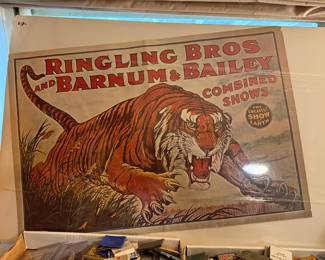 RINGLING BROS
AND BARNUM & BAILEY
COMBINED
SHOWS
THE
GREATEST
SHOW
ON
EARTH